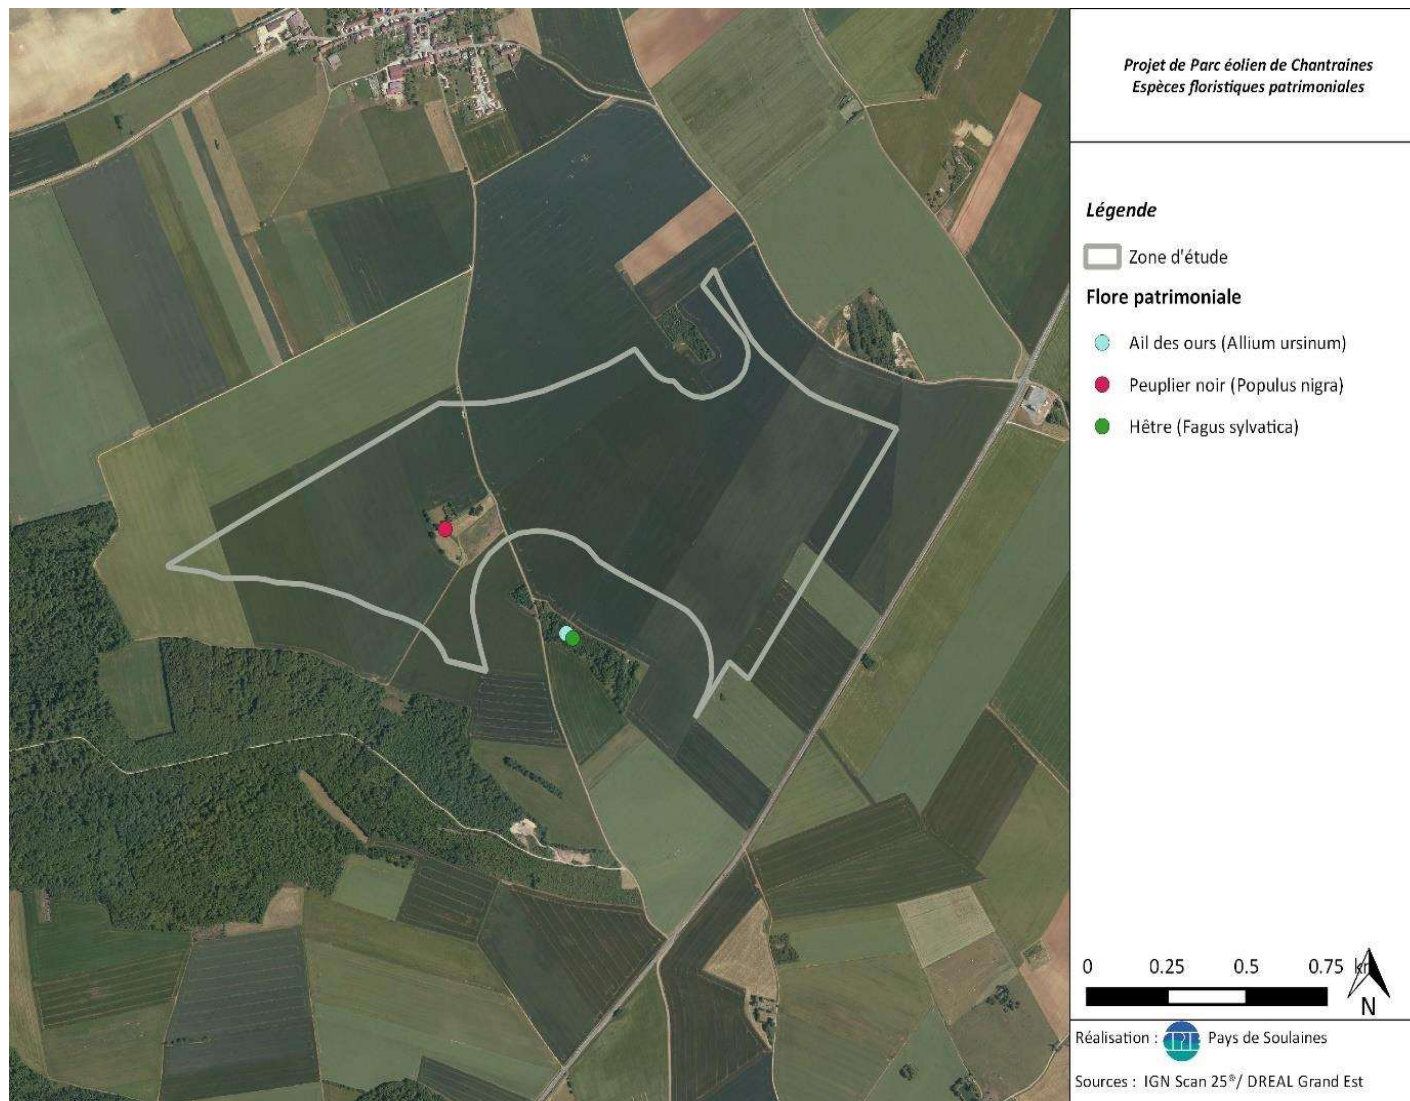 Projet de Parc éolien de Chantraines
Espèces floristiques patrimoniales
Légende
Zone d'étude
Flore patrimoniale
Ail des ours (Allium ursinum)
Peuplier noir (Populus nigra)
Hêtre (Fagus sylvatica)
0 0.25 0.5 0.75 km
N
Réalisation : Pays de Soulaines
Sources : IGN Scan 25®/ DREAL Grand Est